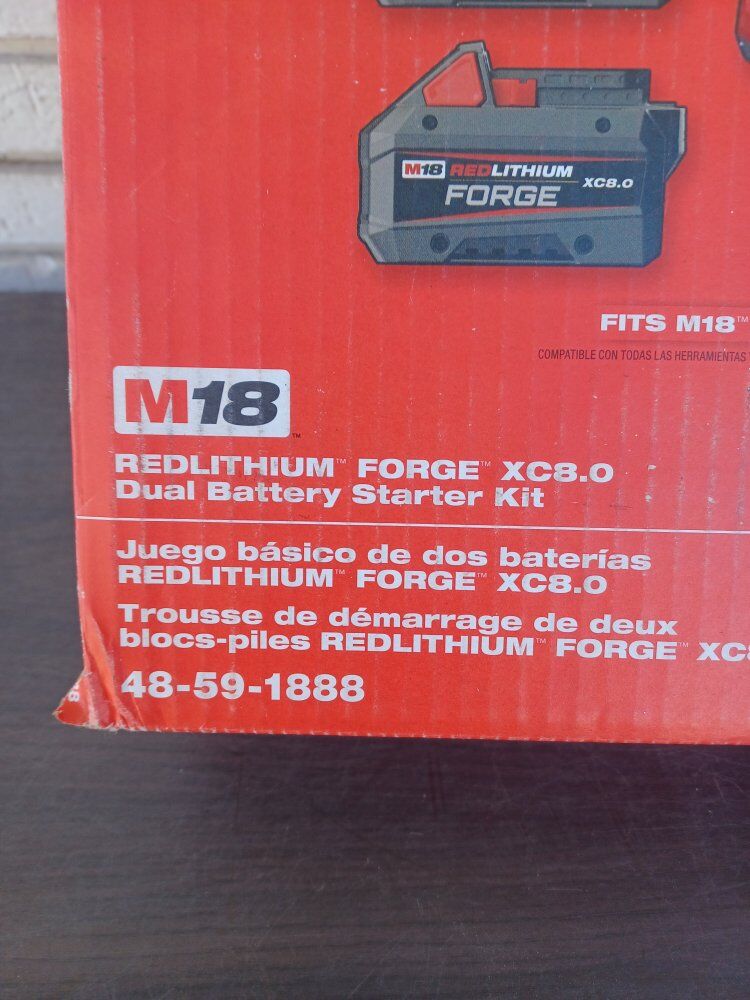 M18 REDLITHIUM
FORGE XC8.0
FITS M18™
COMPATIBLE CON TODAS LAS HERRAMIENTAS
M18™
REDLITHIUM™ FORGE™ XC8.0
Dual Battery Starter Kit
Juego básico de dos baterías
REDLITHIUM™ FORGE™ XC8.0
Trousse de démarrage de deux
blocs-piles REDLITHIUM™ FORGE™ XC8
48-59-1888